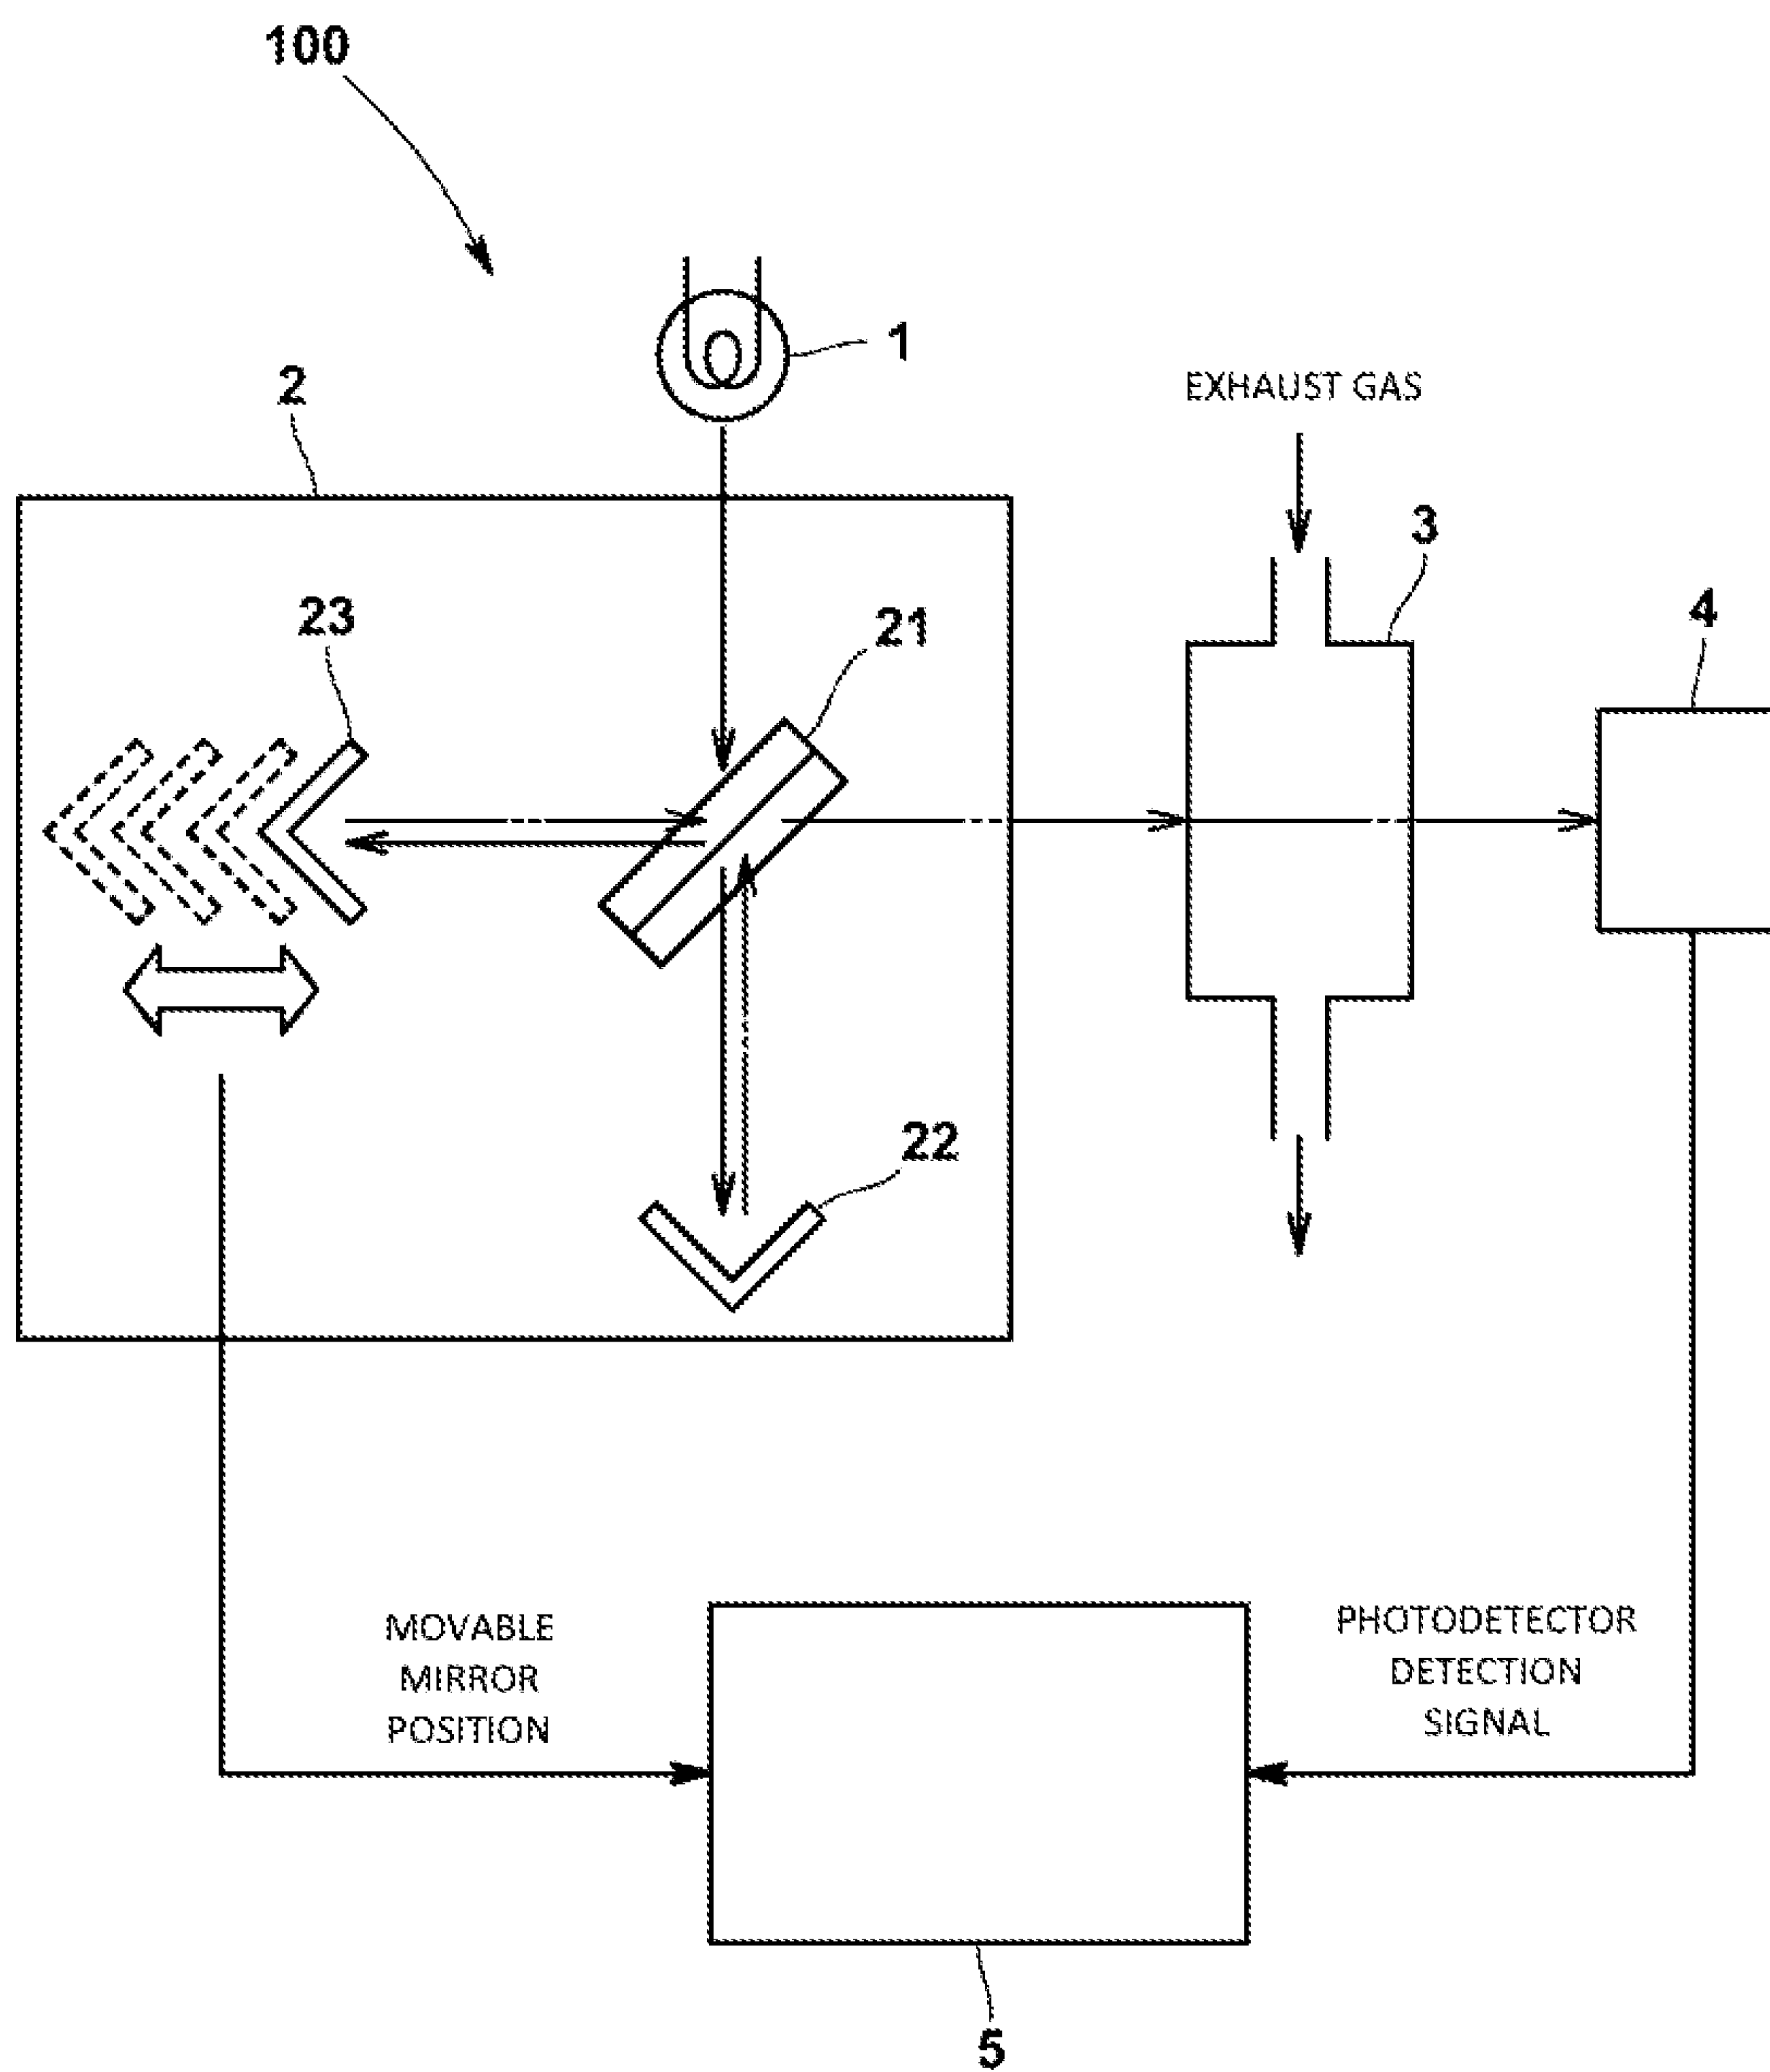 100
1
2
EXHAUST GAS
3
23
21
4
22
MOVABLE
MIRROR
POSITION
PHOTODETECTOR
DETECTION
SIGNAL
5